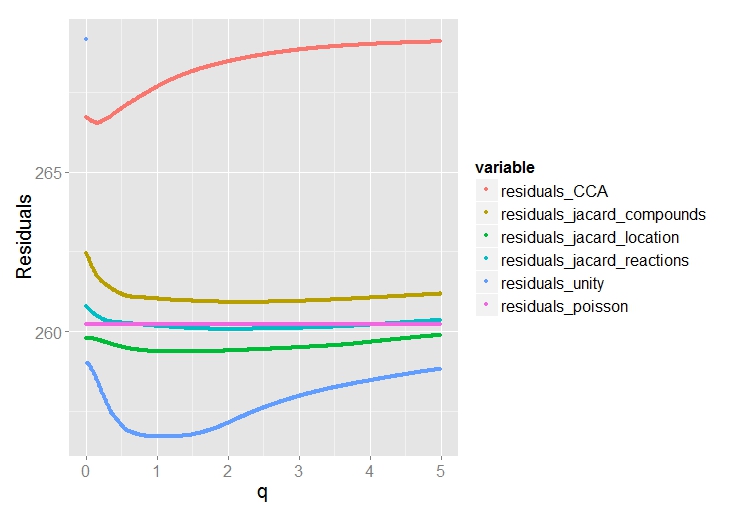 Residuals
265
260
0 1 2 3 4 5
q
variable
residuals_CCA
residuals_jacard_compounds
residuals_jacard_location
residuals_jacard_reactions
residuals_unity
residuals_poisson